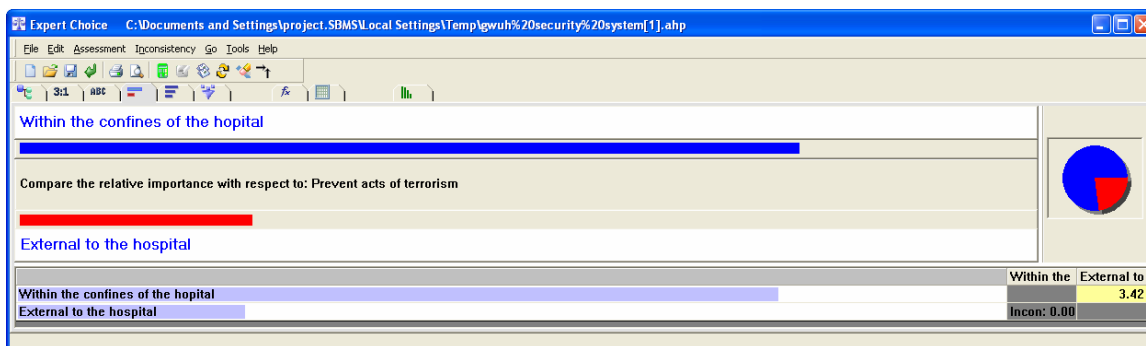 Expert Choice C:\Documents and Settings\project.SBMS\Local Settings\Temp\gwuh%20security%20system[1].ahp
File Edit Assessment Inconsistency Go Tools Help
3:1 ABC fx
Within the confines of the hopital
Compare the relative importance with respect to: Prevent acts of terrorism
External to the hospital
Within the External to
Within the confines of the hopital 3.42
External to the hospital Incon: 0.00